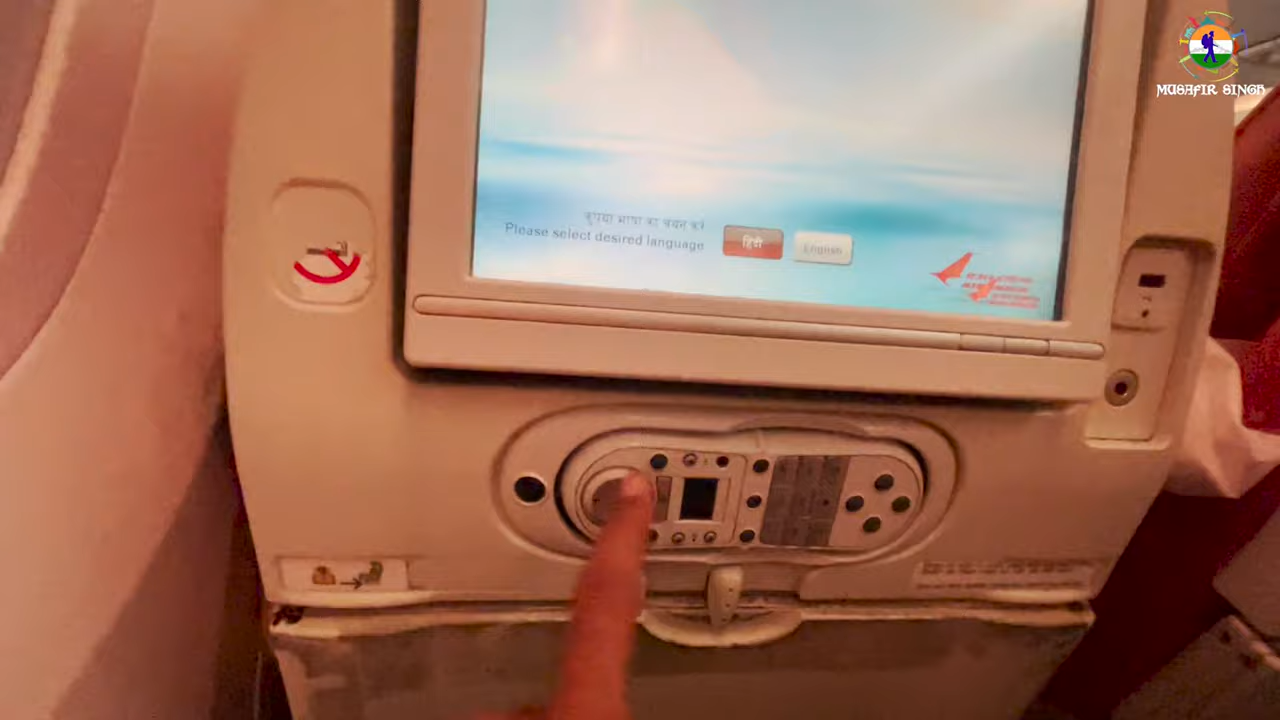 MUSAFIR SINGH
कृपया भाषा का चयन करें
Please select desired language
हिंदी
English